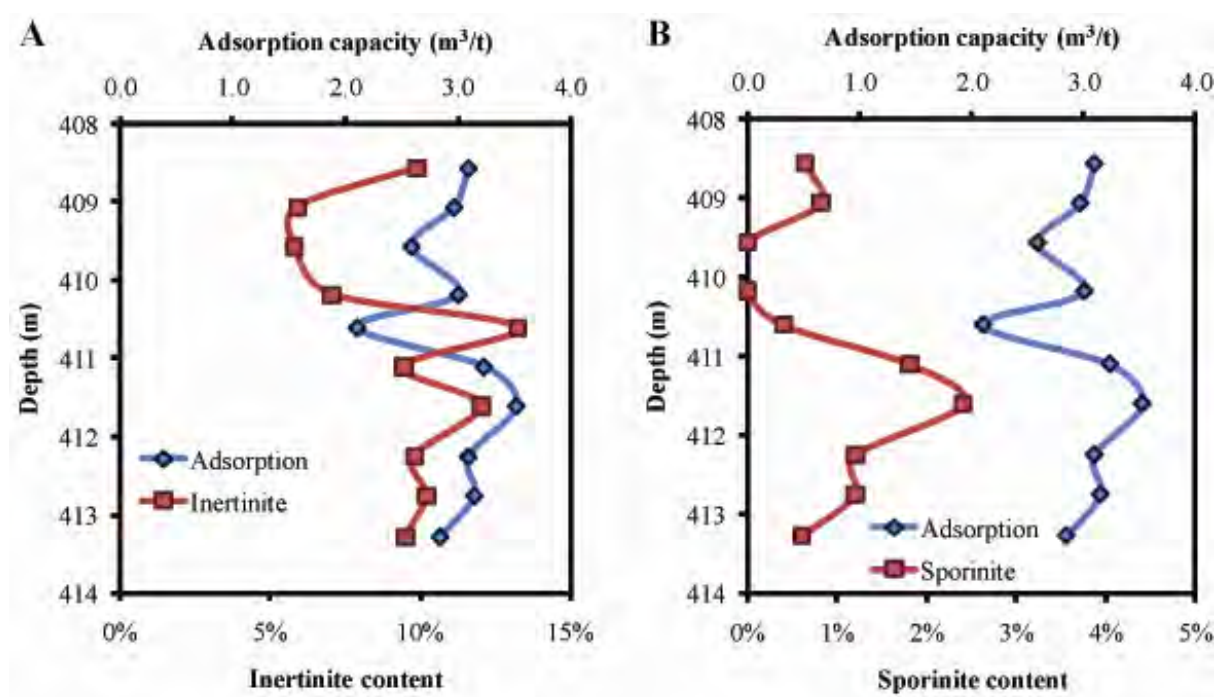 A
Adsorption capacity (m³/t)
0.0 1.0 2.0 3.0 4.0
408
409
410
411
412
413
414
Depth (m)
Adsorption
Inertinite
0% 5% 10% 15%
Inertinite content
B
Adsorption capacity (m³/t)
0.0 1.0 2.0 3.0 4.0
408
409
410
411
412
413
414
Depth (m)
Adsorption
Sporinite
0% 1% 2% 3% 4% 5%
Sporinite content